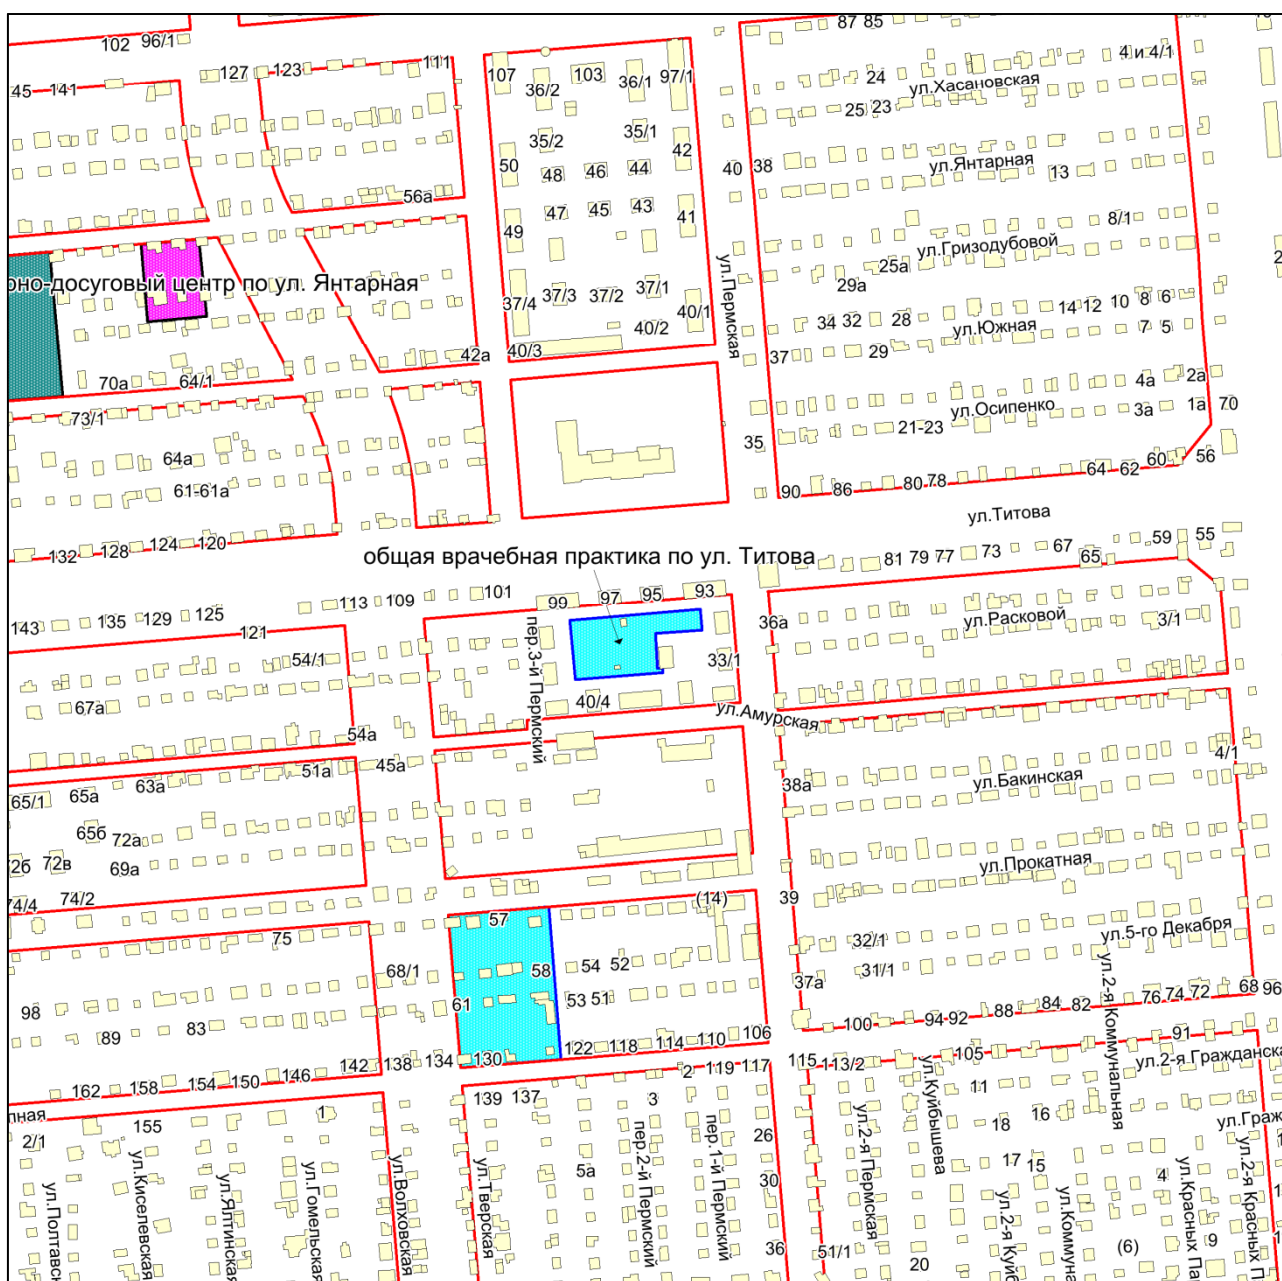 87 85
102 96/1
4 и 4/1
127
123
111
107
103
36/1
97/1
24
ул.Хасановская
45 141
36/2
25 23
35/1
35/2
42
50
48
46
44
40
38
ул.Янтарная
13
56а
47
45
43
41
8/1
49
ул.Гризодубовой
25а
29а
рно-досуговый центр по ул. Янтарная
ул.Пермская
37/4
37/3
37/2
37/1
40/1
40/2
34 32
28
ул.Южная
14 12
10
8
6
7
5
42а
40/3
37
29
70а
64/1
4а
2а
73/1
ул.Осипенко
3а
1а
70
21-23
35
64а
61-61а
60
56
64
62
90
86
80 78
ул.Титова
132
128
124
120
общая врачебная практика по ул. Титова
81 79 77
73
67
65
59
55
143
135
129
125
121
113
109
101
99
97
95
93
36а
ул.Расковой
3/1
пер.3-й Пермский
54/1
33/1
67а
40/4
ул.Амурская
54а
45а
51а
65/1
65а
63а
38а
ул.Бакинская
4/1
65б
72а
72б
72в
69а
ул.Прокатная
74/4
74/2
(14)
39
57
75
32/1
ул.5-го Декабря
68/1
58
54
52
31/1
37а
ул.2-я Коммунальная
98
61
53 51
89
83
100
94 92
88
84
82
76 74 72
68 96
142
138
134
130
122
118
114
110
106
91
162
158
154
150
146
2
119
117
115
113/2
105
ул.2-я Гражданска
пная
139
137
3
1
155
2/1
ул.Куйбышева
11
16
18
ул.Граж
ул.Полтавск
ул.Киселевская
ул.Ялтинская
ул.Гомельская
ул.Волховская
ул.Тверская
5а
пер.2-й Пермский
пер.1-й Пермский
26
30
36
ул.2-я Пермская
51/1
20
17
15
ул.2-я Куйб
ул.Коммуна
4
(6)
9
ул.Красных Па
ул.2-я Красных П